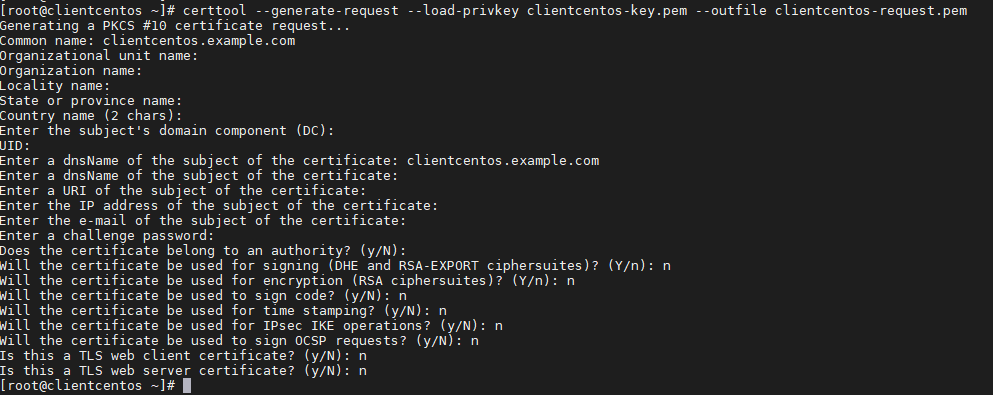 [root@clientcentos ~]# certtool --generate-request --load-privkey clientcentos-key.pem --outfile clientcentos-request.pem
Generating a PKCS #10 certificate request...
Common name: clientcentos.example.com
Organizational unit name:
Organization name:
Locality name:
State or province name:
Country name (2 chars):
Enter the subject's domain component (DC):
UID:
Enter a dnsName of the subject of the certificate: clientcentos.example.com
Enter a dnsName of the subject of the certificate:
Enter a URI of the subject of the certificate:
Enter the IP address of the subject of the certificate:
Enter the e-mail of the subject of the certificate:
Enter a challenge password:
Does the certificate belong to an authority? (y/N):
Will the certificate be used for signing (DHE and RSA-EXPORT ciphersuites)? (Y/n): n
Will the certificate be used for encryption (RSA ciphersuites)? (Y/n): n
Will the certificate be used to sign code? (y/N): n
Will the certificate be used for time stamping? (y/N): n
Will the certificate be used for IPsec IKE operations? (y/N): n
Will the certificate be used to sign OCSP requests? (y/N): n
Is this a TLS web client certificate? (y/N): n
Is this a TLS web server certificate? (y/N): n
[root@clientcentos ~]#